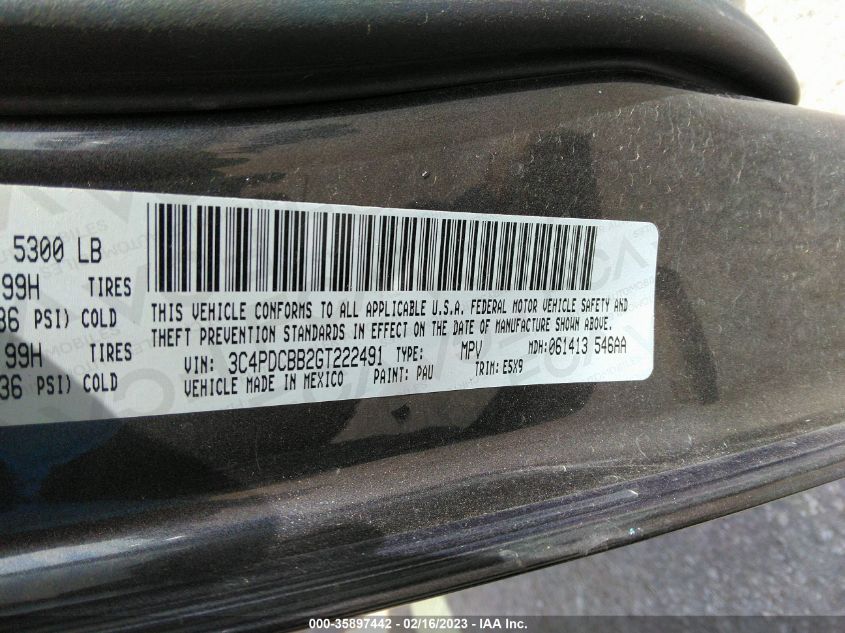 5300 LB
99H TIRES
36 PSI) COLD
99H TIRES
36 PSI) COLD
THIS VEHICLE CONFORMS TO ALL APPLICABLE U.S.A. FEDERAL MOTOR VEHICLE SAFETY AND
THEFT PREVENTION STANDARDS IN EFFECT ON THE DATE OF MANUFACTURE SHOWN ABOVE.
VIN: 3C4PDCBB2GT222491 TYPE: MPV MDH: 061413 546AA
VEHICLE MADE IN MEXICO PAINT: PAU TRIM: E5X9
000 - 35897442 - 02/16/2023 - IAA Inc.